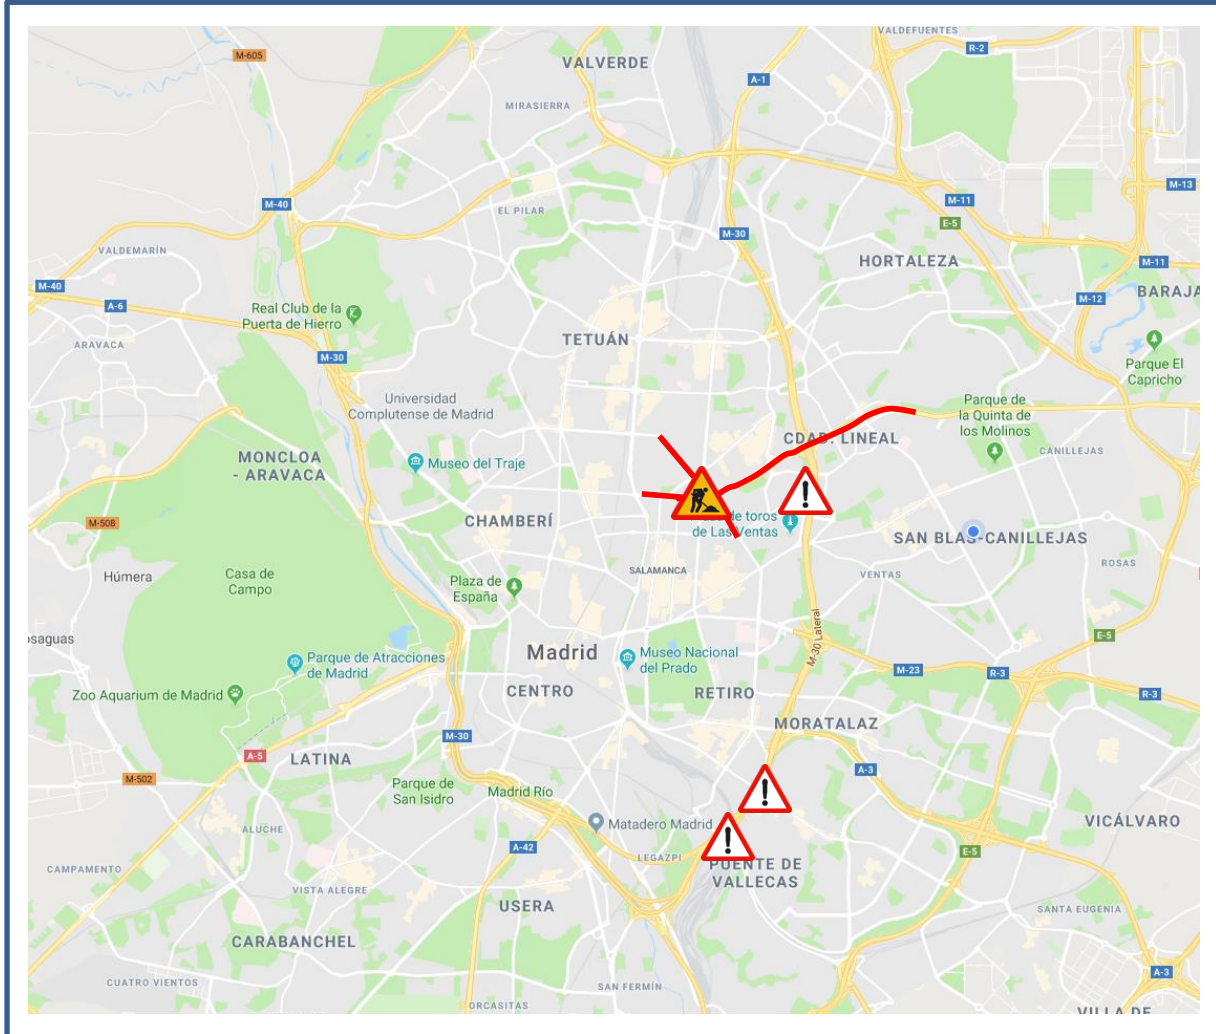 VALDEFUENTES
M-605
R-2
VALVERDE
A-1
MIRASIERRA
M-13
M-40
M-11
EL PILAR
E-5
M-30
VALDEMARÍN
HORTALEZA
M-11
M-40
BARAJA
M-12
A-6
Real Club de la
Puerta de Hierro
TETUÁN
ARAVACA
M-30
Parque El
Capricho
Universidad
Complutense de Madrid
Parque de
la Quinta de
los Molinos
CDAD. LINEAL
MONCLOA
- ARAVACA
Museo del Traje
CANILLEJAS
M-508
CHAMBERÍ
de toros
de Las Ventas
SAN BLAS-CANILLEJAS
Húmera
Casa de
Campo
Plaza de
España
SALAMANCA
VENTAS
ROSAS
M-30 Lateral
osaguas
E-5
Madrid
Museo Nacional
del Prado
Parque de Atracciones
de Madrid
M-23
R-3
Zoo Aquarium de Madrid
CENTRO
RETIRO
R-3
MORATALAZ
M-30
A-5
LATINA
A-3
M-502
Parque de
San Isidro
Madrid Río
Matadero Madrid
VICÁLVARO
ALUCHE
A-42
LEGAZPI
E-5
CAMPAMENTO
PUENTE DE
VALLECAS
VISTA ALEGRE
USERA
SANTA EUGENIA
CARABANCHEL
A-3
CUATRO VIENTOS
SAN FERMÍN
ORCASITAS
VILLA DE